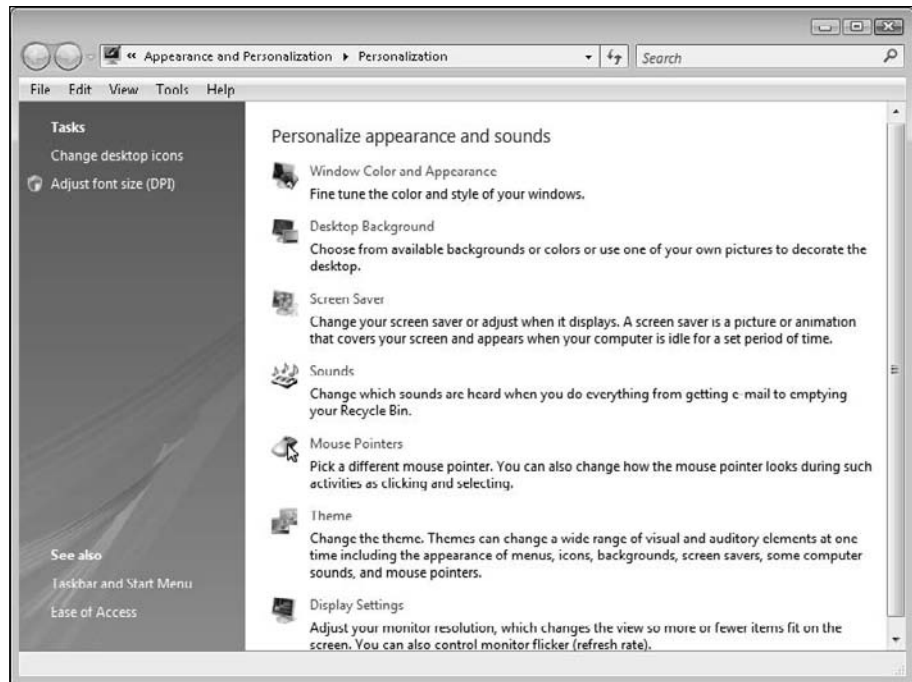 « Appearance and Personalization ▸ Personalization
Search
File Edit View Tools Help
Tasks
Change desktop icons
Adjust font size (DPI)
Personalize appearance and sounds
Window Color and Appearance
Fine tune the color and style of your windows.
Desktop Background
Choose from available backgrounds or colors or use one of your own pictures to decorate the
desktop.
Screen Saver
Change your screen saver or adjust when it displays. A screen saver is a picture or animation
that covers your screen and appears when your computer is idle for a set period of time.
Sounds
Change which sounds are heard when you do everything from getting e-mail to emptying
your Recycle Bin.
Mouse Pointers
Pick a different mouse pointer. You can also change how the mouse pointer looks during such
activities as clicking and selecting.
Theme
Change the theme. Themes can change a wide range of visual and auditory elements at one
time including the appearance of menus, icons, backgrounds, screen savers, some computer
sounds, and mouse pointers.
Display Settings
Adjust your monitor resolution, which changes the view so more or fewer items fit on the
screen. You can also control monitor flicker (refresh rate).
See also
Taskbar and Start Menu
Ease of Access